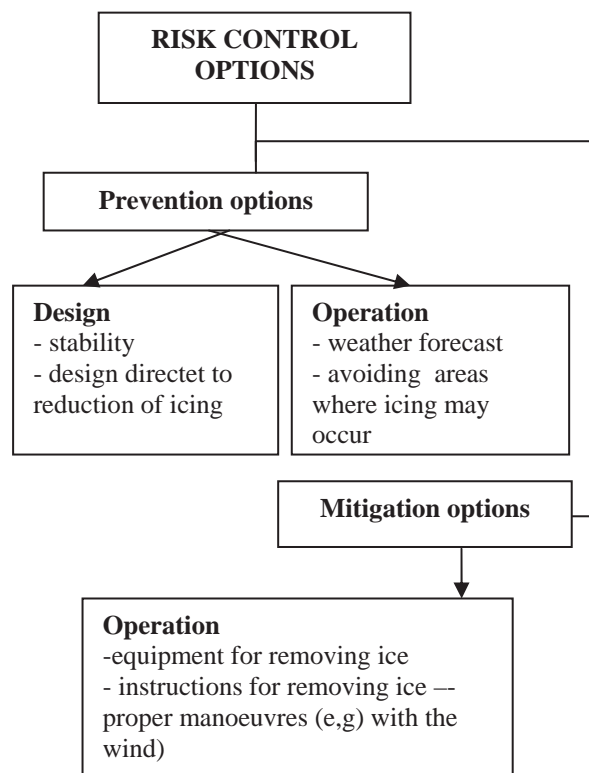 RISK CONTROL
OPTIONS
Prevention options
Design
- stability
- design directet to
reduction of icing
Operation
- weather forecast
- avoiding areas
where icing may
occur
Mitigation options
Operation
-equipment for removing ice
- instructions for removing ice –-
proper manoeuvres (e,g) with the
wind)